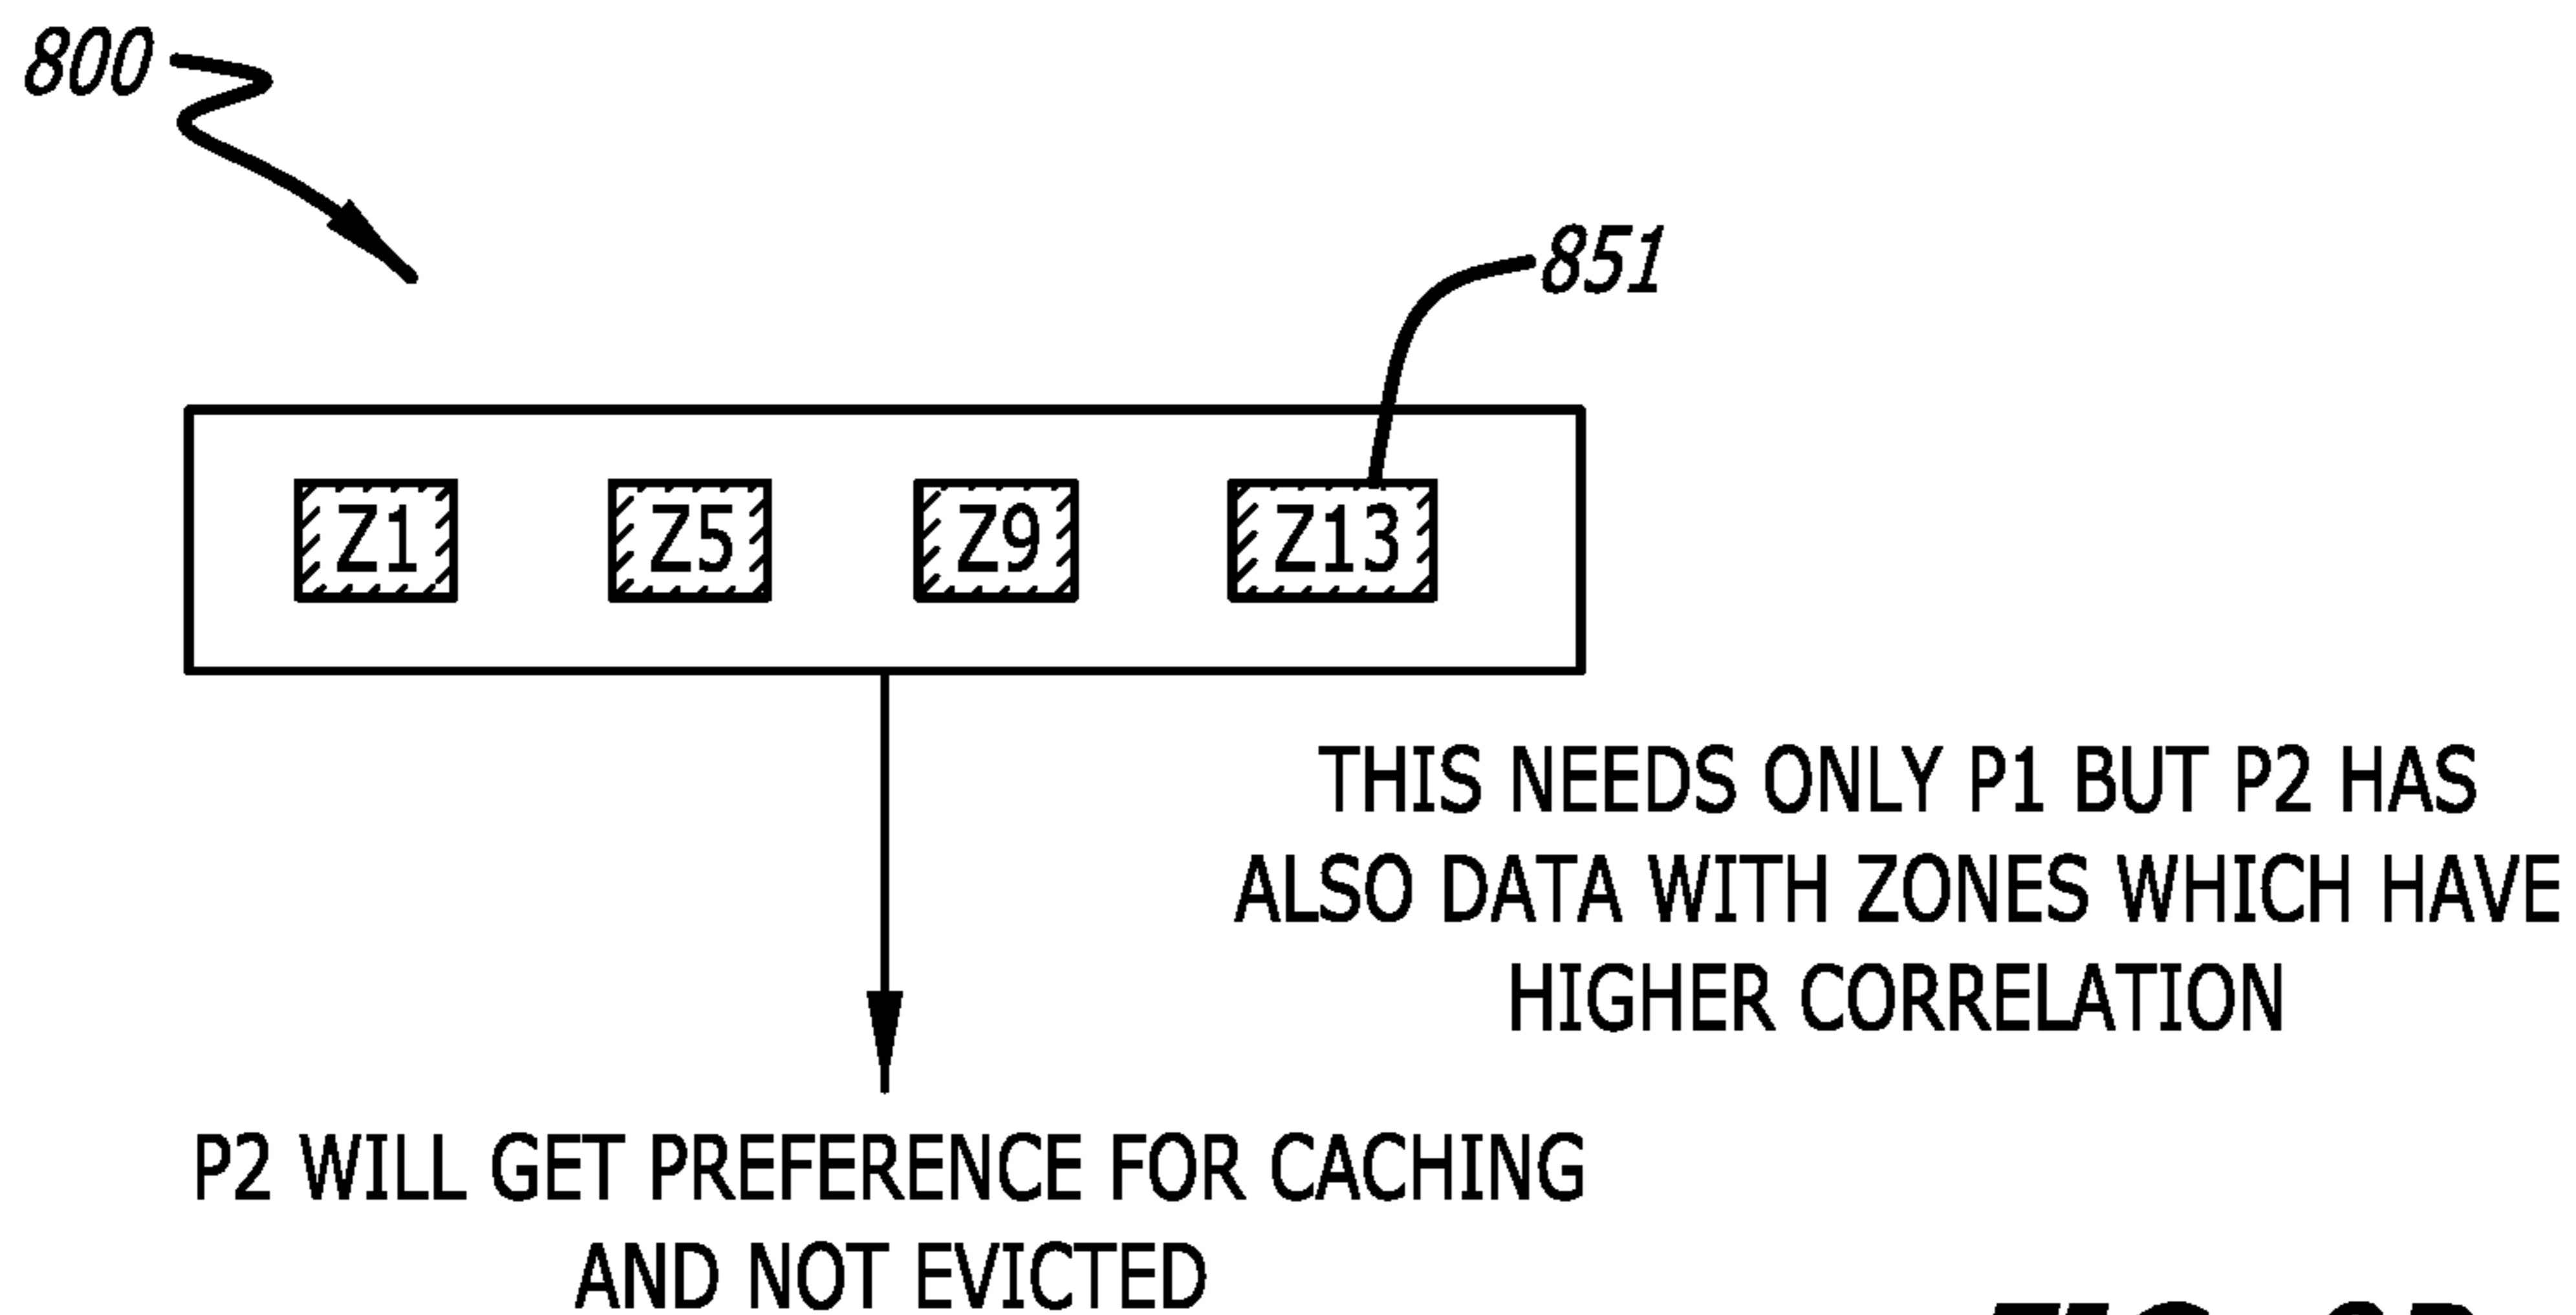 800
851
Z1 Z5 Z9 Z13
THIS NEEDS ONLY P1 BUT P2 HAS
ALSO DATA WITH ZONES WHICH HAVE
HIGHER CORRELATION
P2 WILL GET PREFERENCE FOR CACHING
AND NOT EVICTED